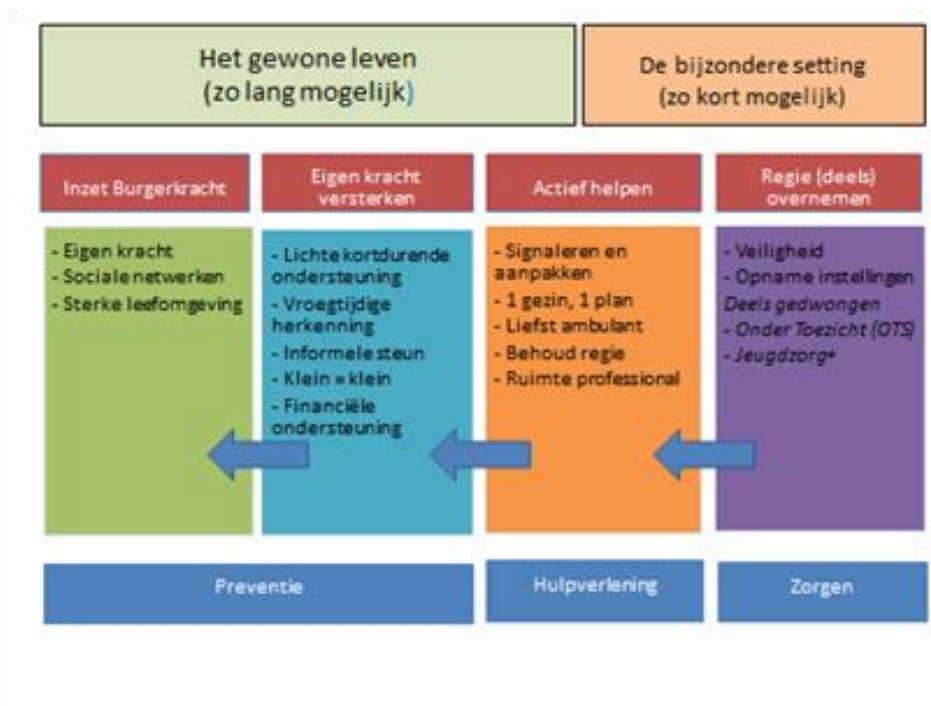 Het gewone leven
(zo lang mogelijk)
De bijzondere setting
(zo kort mogelijk)
Inzet Burgerkracht
Eigen kracht
versterken
Actief helpen
Regie (deels)
overnemen
- Eigen kracht
- Sociale netwerken
- Sterke leefomgeving
- Lichte kortdurende
ondersteuning
- Vroegtijdige
herkenning
- Informele steun
- Klein = klein
- Financiële
ondersteuning
- Signaleren en
aanpakken
- 1 gezin, 1 plan
- Liefst ambulant
- Behoud regie
- Ruimte professional
- Veiligheid
- Opname instellingen
Deels gedwongen
- Onder Toezicht (OTS)
- Jeugdzorg+
Preventie
Hulpverlening
Zorgen